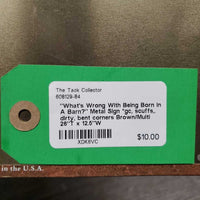 The Tack Collector
608129-84
"What's Wrong With Being Born In
A Barn?" Metal Sign *gc, scuffs,
dirty, bent corners Brown/Multi
26"T x 12.5"W
XDK6VC
$10.00
in the U.S.A.